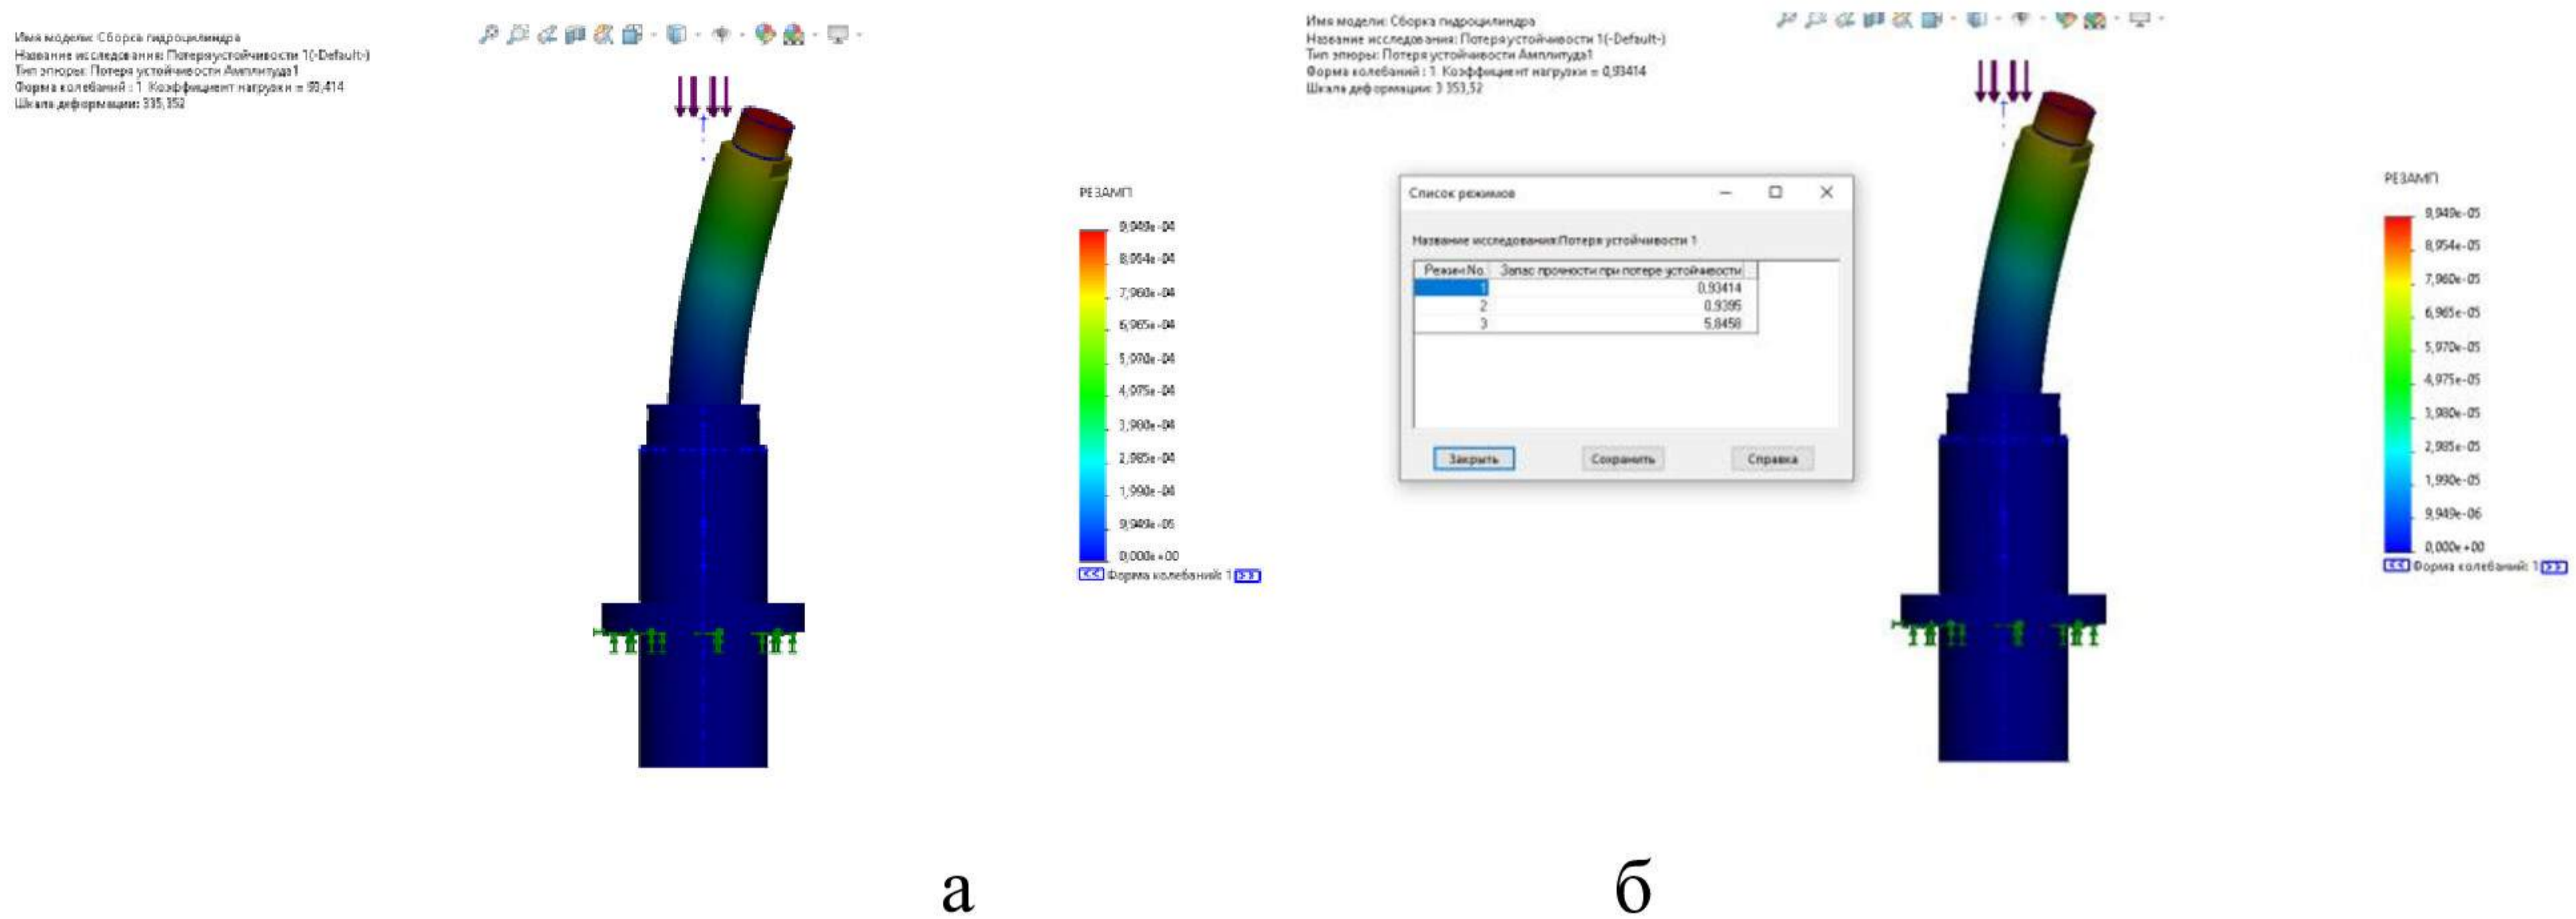 Имя модели: Сборка гидроцилиндра
Название исследования: Потеря устойчивости 1(-Default-)
Тип эпюры: Потеря устойчивости Амплитуда1
Форма колебаний : 1 Коэффициент нагрузки = 93,414
Шкала деформации: 335,352
РЕЗАМП
9,949e-04
8,954e-04
7,960e-04
6,965e-04
5,970e-04
4,975e-04
3,980e-04
2,985e-04
1,990e-04
9,949e-05
0,000e+00
<< Форма колебаний: 1 >>
а
Имя модели: Сборка гидроцилиндра
Название исследования: Потеря устойчивости 1(-Default-)
Тип эпюры: Потеря устойчивости Амплитуда1
Форма колебаний : 1 Коэффициент нагрузки = 0,93414
Шкала деформации: 3 353,52
Список режимов
Название исследования:Потеря устойчивости 1
Режим No. Запас прочности при потере устойчивости
1 0.93414
2 0.9395
3 5.8458
Закрыть Сохранить Справка
РЕЗАМП
9,949e-05
8,954e-05
7,960e-05
6,965e-05
5,970e-05
4,975e-05
3,980e-05
2,985e-05
1,990e-05
9,949e-06
0,000e+00
<< Форма колебаний: 1 >>
б